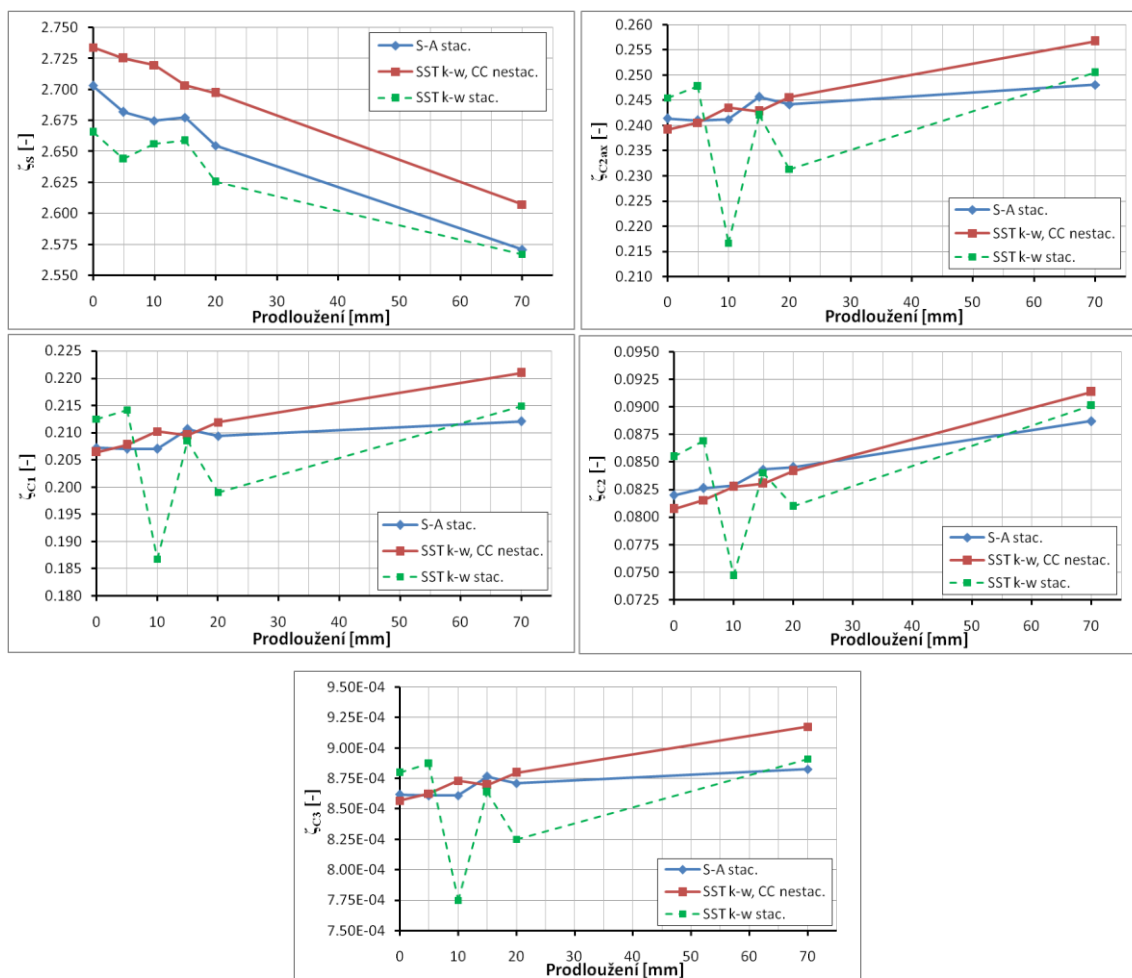 2.750
2.725
2.700
2.675
2.650
2.625
2.600
2.575
2.550
ζS [-]
0 10 20 30 40 50 60 70
Prodloužení [mm]
S-A stac.
SST k-w, CC nestac.
SST k-w stac.
0.260
0.255
0.250
0.245
0.240
0.235
0.230
0.225
0.220
0.215
0.210
ζC2ax [-]
0 10 20 30 40 50 60 70
Prodloužení [mm]
S-A stac.
SST k-w, CC nestac.
SST k-w stac.
0.225
0.220
0.215
0.210
0.205
0.200
0.195
0.190
0.185
0.180
ζC1 [-]
0 10 20 30 40 50 60 70
Prodloužení [mm]
S-A stac.
SST k-w, CC nestac.
SST k-w stac.
0.0950
0.0925
0.0900
0.0875
0.0850
0.0825
0.0800
0.0775
0.0750
0.0725
ζC2 [-]
0 10 20 30 40 50 60 70
Prodloužení [mm]
S-A stac.
SST k-w, CC nestac.
SST k-w stac.
9.50E-04
9.25E-04
9.00E-04
8.75E-04
8.50E-04
8.25E-04
8.00E-04
7.75E-04
7.50E-04
ζC3 [-]
0 10 20 30 40 50 60 70
Prodloužení [mm]
S-A stac.
SST k-w, CC nestac.
SST k-w stac.